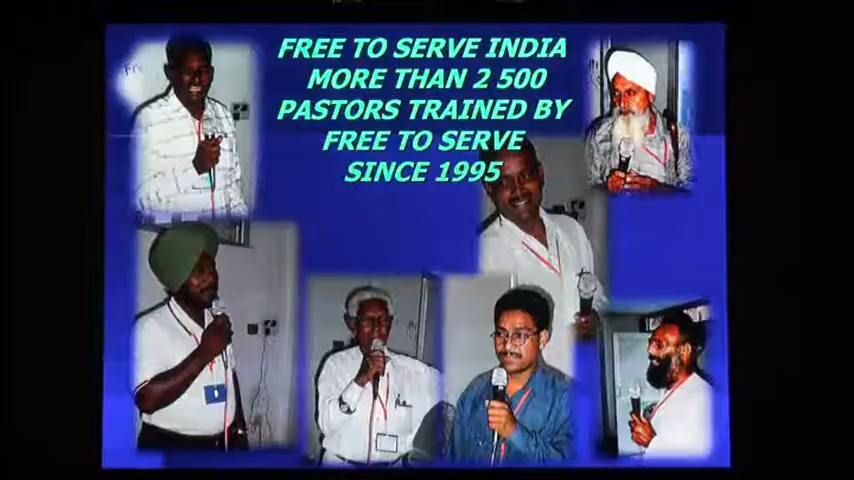 FREE TO SERVE INDIA
MORE THAN 2 500
PASTORS TRAINED BY
FREE TO SERVE
SINCE 1995